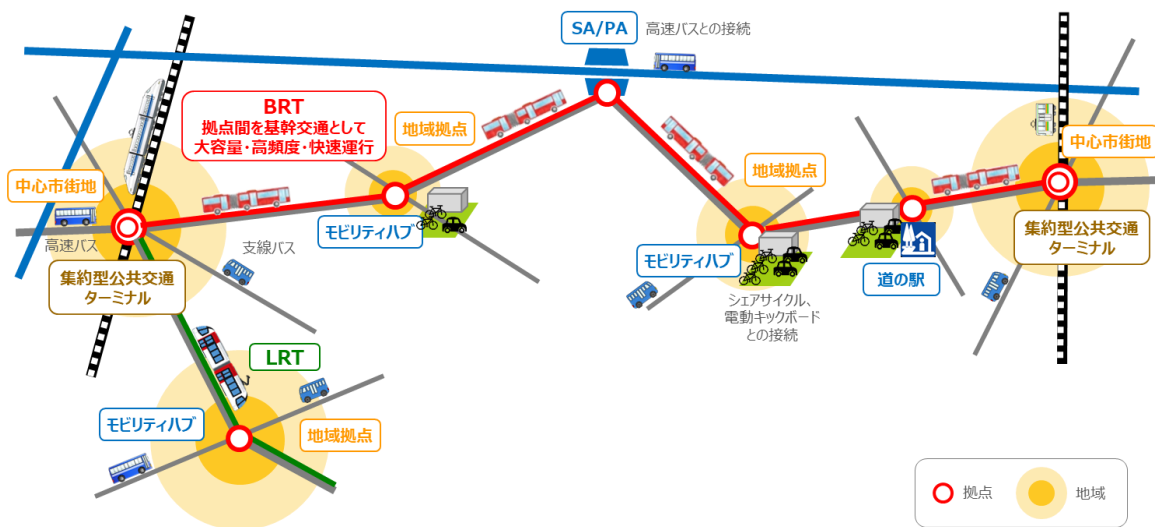 SA/PA
高速バスとの接続
BRT
拠点間を基幹交通として
大容量・高頻度・快速運行
地域拠点
地域拠点
中心市街地
中心市街地
高速バス
支線バス
モビリティハブ
モビリティハブ
集約型公共交通
ターミナル
集約型公共交通
ターミナル
道の駅
シェアサイクル、
電動キックボード
との接続
LRT
モビリティハブ
地域拠点
拠点
地域